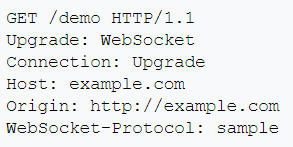 GET /demo HTTP/1.1
Upgrade: WebSocket
Connection: Upgrade
Host: example.com
Origin: http://example.com
WebSocket-Protocol: sample